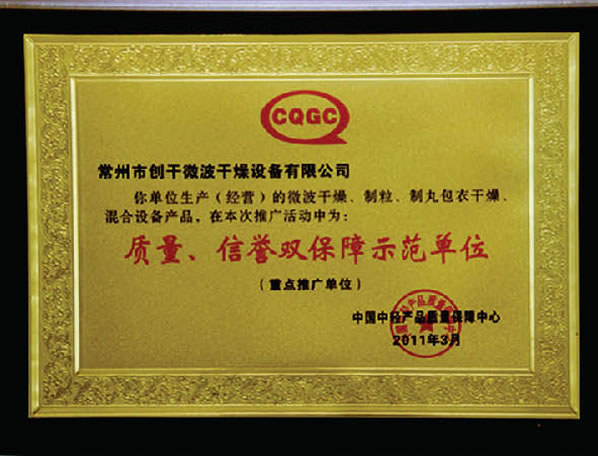 CQGC
常州市创干微波干燥设备有限公司
你单位生产(经营)的微波干燥、制粒、制丸包衣干燥、
混合设备产品，在本次推广活动中为：
质量、信誉双保障示范单位
(重点推广单位)
中国中轻产品质量保障中心
2011年3月